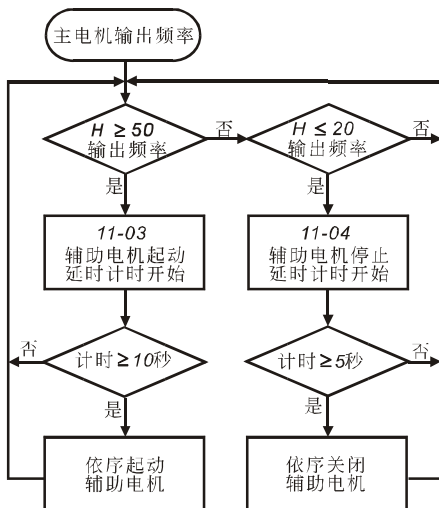 主电机输出频率
H ≥ 50
输出频率
否
H ≤ 20
输出频率
否
是
是
11-03
辅助电机起动
延时计时开始
11-04
辅助电机停止
延时计时开始
否
计时≥10秒
计时≥5秒
否
是
是
依序起动
辅助电机
依序关闭
辅助电机